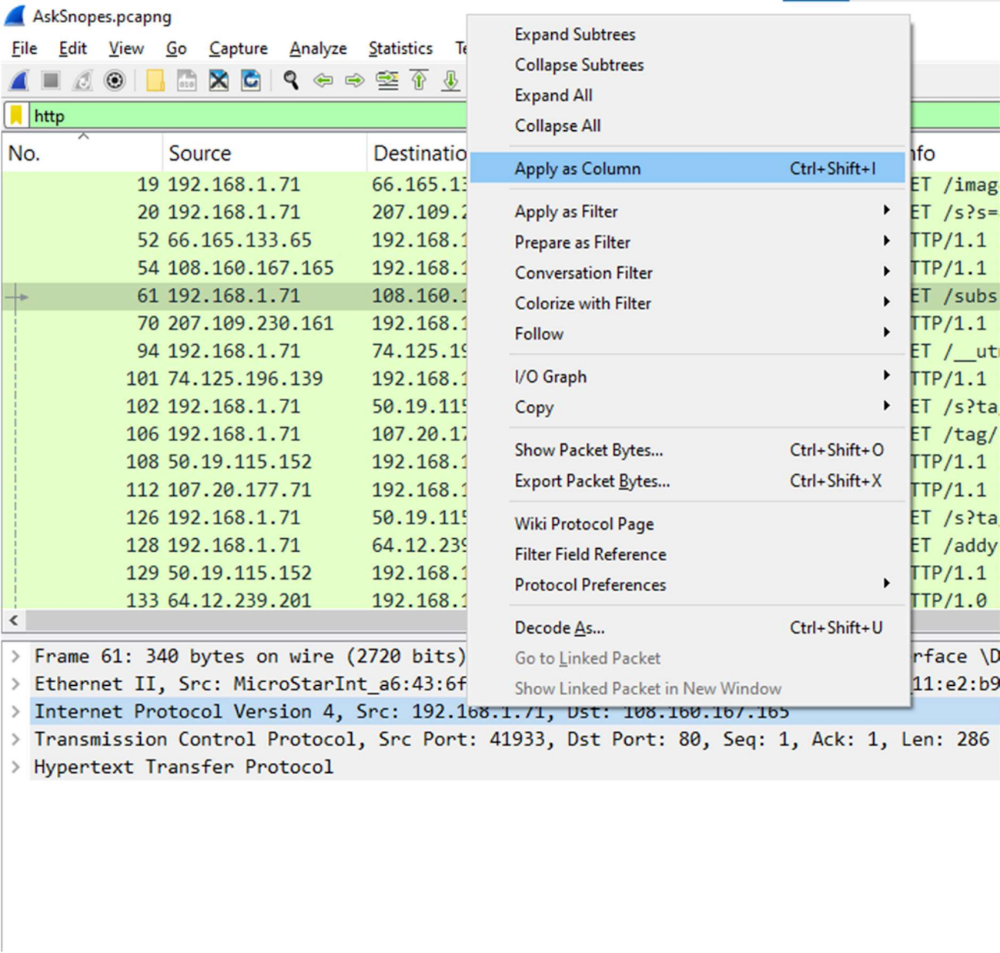 AskSnopes.pcapng
File Edit View Go Capture Analyze Statistics Te
http
No. Source Destinatio nfo
19 192.168.1.71 66.165.13 ET /imag
20 192.168.1.71 207.109.2 ET /s?s=
52 66.165.133.65 192.168.1 TTP/1.1
54 108.160.167.165 192.168.1 TTP/1.1
61 192.168.1.71 108.160.1 ET /subs
70 207.109.230.161 192.168.1 TTP/1.1
94 192.168.1.71 74.125.19 ET /__ut
101 74.125.196.139 192.168.1 TTP/1.1
102 192.168.1.71 50.19.115 ET /s?ta
106 192.168.1.71 107.20.17 ET /tag/
108 50.19.115.152 192.168.1 TTP/1.1
112 107.20.177.71 192.168.1 TTP/1.1
126 192.168.1.71 50.19.115 ET /s?ta
128 192.168.1.71 64.12.239 ET /addy
129 50.19.115.152 192.168.1 TTP/1.1
133 64.12.239.201 192.168.1 TTP/1.0
Expand Subtrees
Collapse Subtrees
Expand All
Collapse All
Apply as Column Ctrl+Shift+I
Apply as Filter
Prepare as Filter
Conversation Filter
Colorize with Filter
Follow
I/O Graph
Copy
Show Packet Bytes... Ctrl+Shift+O
Export Packet Bytes... Ctrl+Shift+X
Wiki Protocol Page
Filter Field Reference
Protocol Preferences
Decode As... Ctrl+Shift+U
Go to Linked Packet
Show Linked Packet in New Window
Frame 61: 340 bytes on wire (2720 bits) rface \D
Ethernet II, Src: MicroStarInt_a6:43:6f _11:e2:b9
Internet Protocol Version 4, Src: 192.168.1.71, Dst: 108.160.167.165
Transmission Control Protocol, Src Port: 41933, Dst Port: 80, Seq: 1, Ack: 1, Len: 286
Hypertext Transfer Protocol